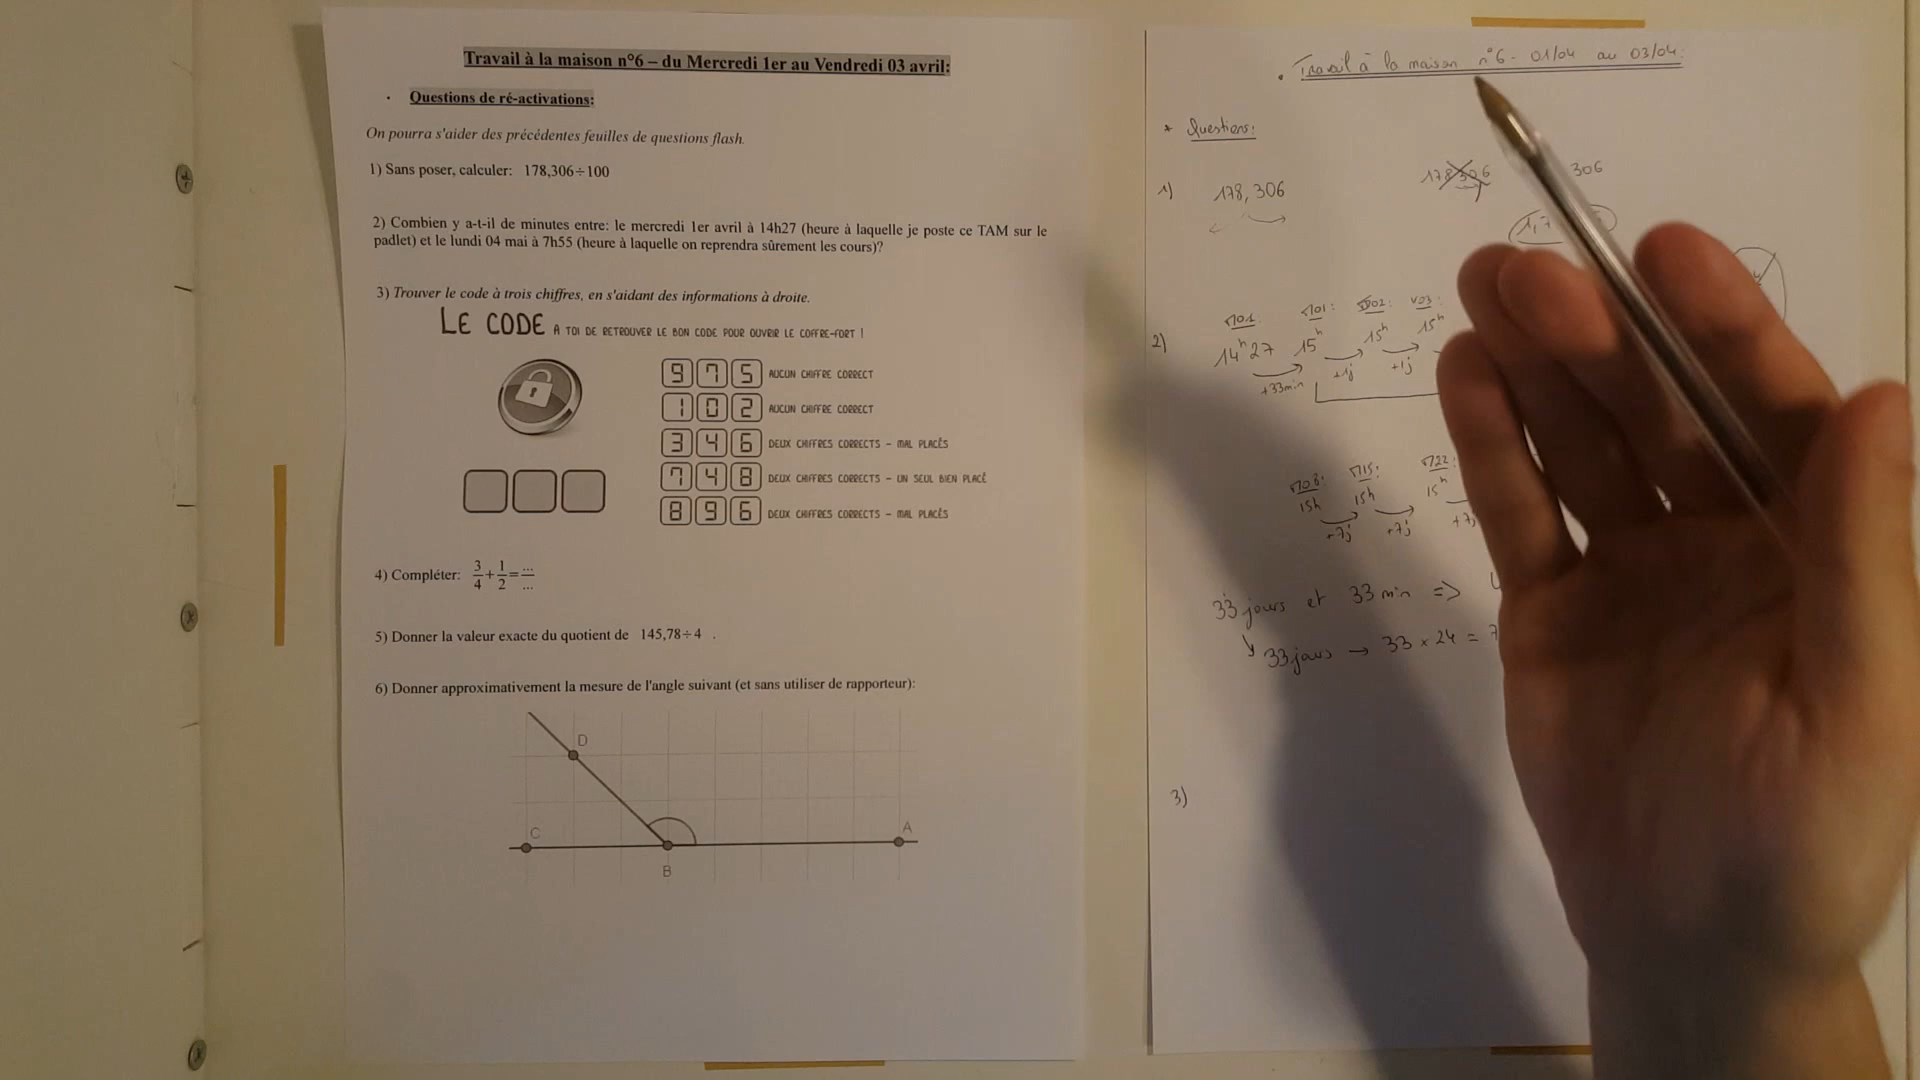 Travail à la maison n°6 – du Mercredi 1er au Vendredi 03 avril:
· Questions de ré-activations:
On pourra s'aider des précédentes feuilles de questions flash.
1) Sans poser, calculer: 178,306÷100
2) Combien y a-t-il de minutes entre: le mercredi 1er avril à 14h27 (heure à laquelle je poste ce TAM sur le
padlet) et le lundi 04 mai à 7h55 (heure à laquelle on reprendra sûrement les cours)?
3) Trouver le code à trois chiffres, en s'aidant des informations à droite.
LE CODE A TOI DE RETROUVER LE BON CODE POUR OUVRIR LE COFFRE-FORT !
9 7 5 AUCUN CHIFFRE CORRECT
1 0 2 AUCUN CHIFFRE CORRECT
3 4 6 DEUX CHIFFRES CORRECTS - MAL PLACÉS
7 4 8 DEUX CHIFFRES CORRECTS - UN SEUL BIEN PLACÉ
8 9 6 DEUX CHIFFRES CORRECTS - MAL PLACÉS
4) Compléter: 3/4+1/2=.../...
5) Donner la valeur exacte du quotient de 145,78÷4 .
6) Donner approximativement la mesure de l'angle suivant (et sans utiliser de rapporteur):
D
C
A
B
Travail à la maison n°6 - 01/04 au 03/04:
* Questions:
1) 178,306 178306 306
1,7
2) 14h27 15h 15h 15h
+33min +1j +1j
15h 15h 15h
+7j +7j +7j
33 jours et 33 min =>
33 jours → 33 × 24 = 7
3)